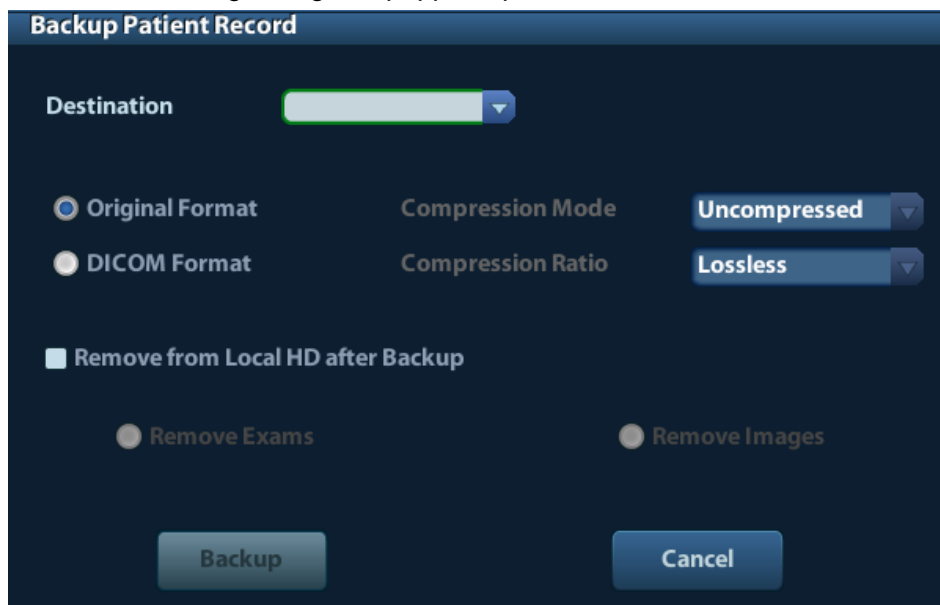 Backup Patient Record
Destination
Original Format Compression Mode Uncompressed
DICOM Format Compression Ratio Lossless
Remove from Local HD after Backup
Remove Exams Remove Images
Backup Cancel